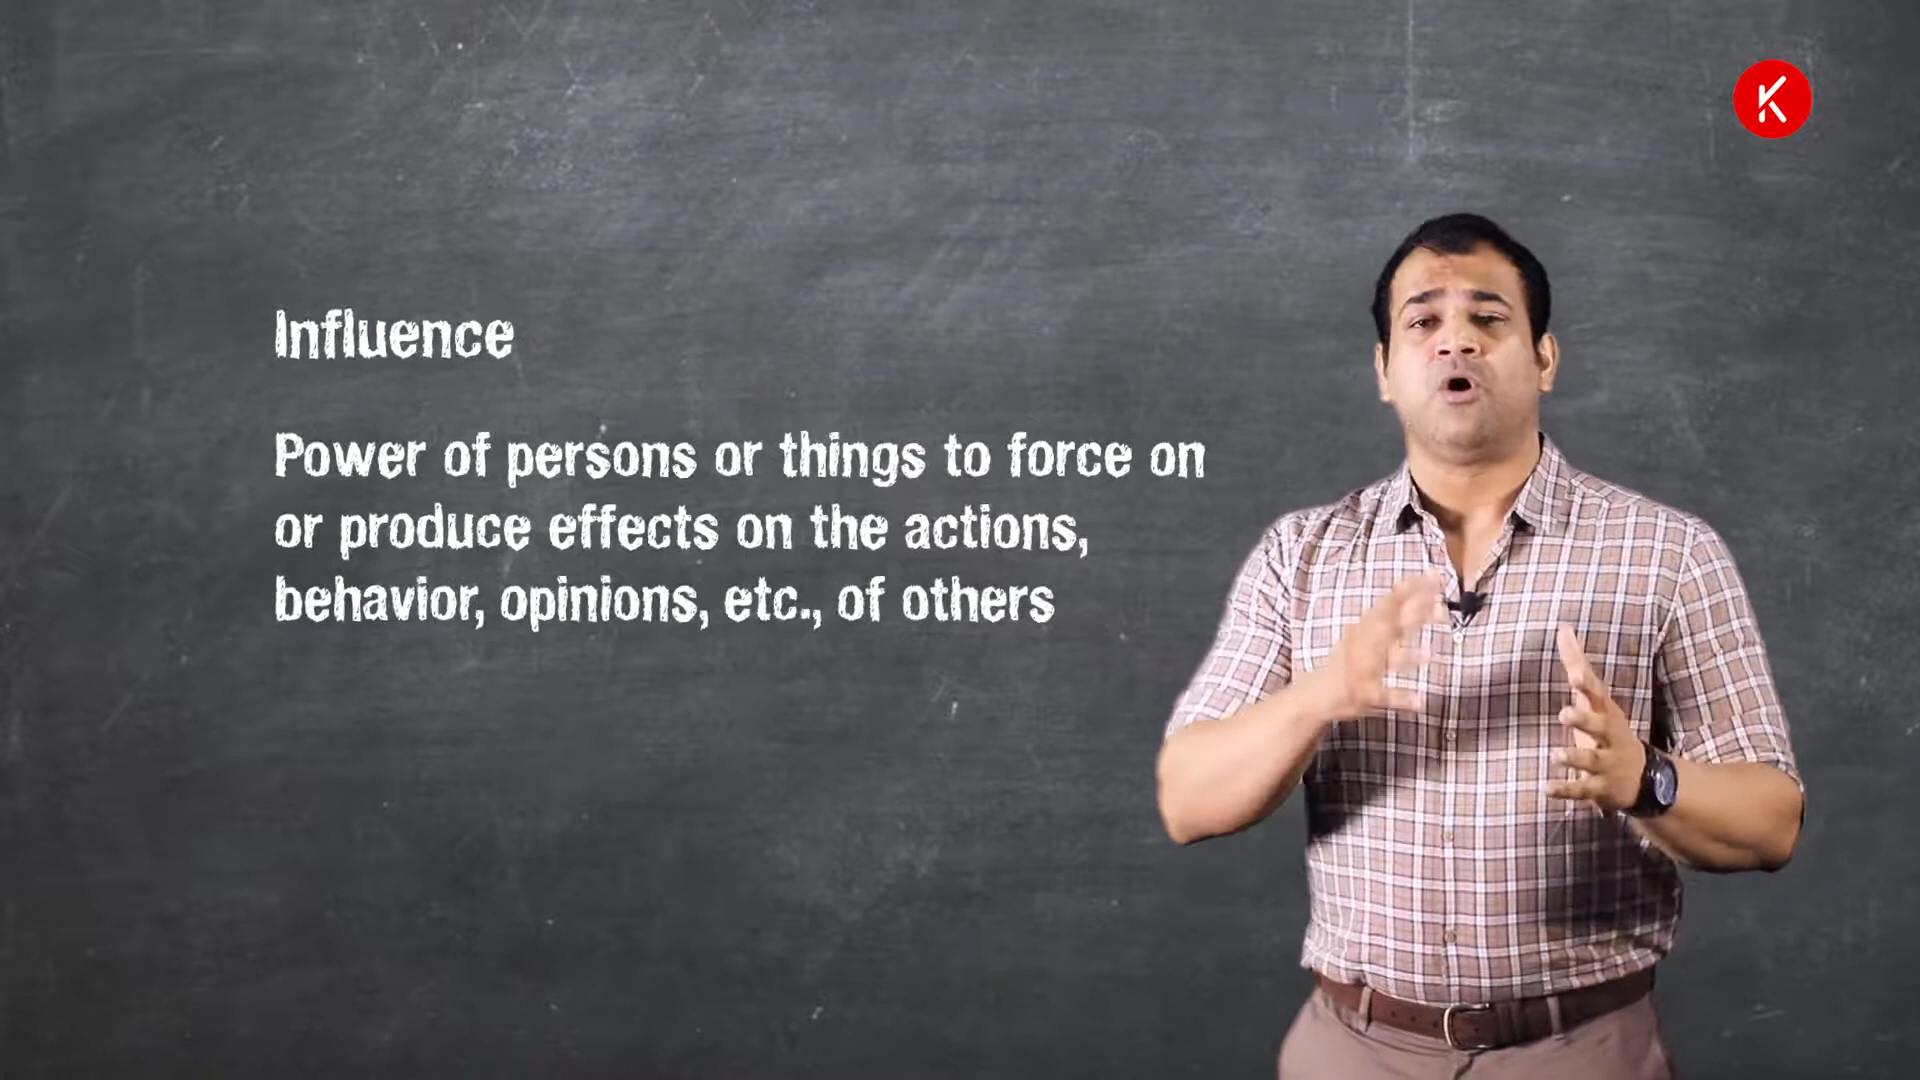 K
Influence
Power of persons or things to force on
or produce effects on the actions,
behavior, opinions, etc., of others